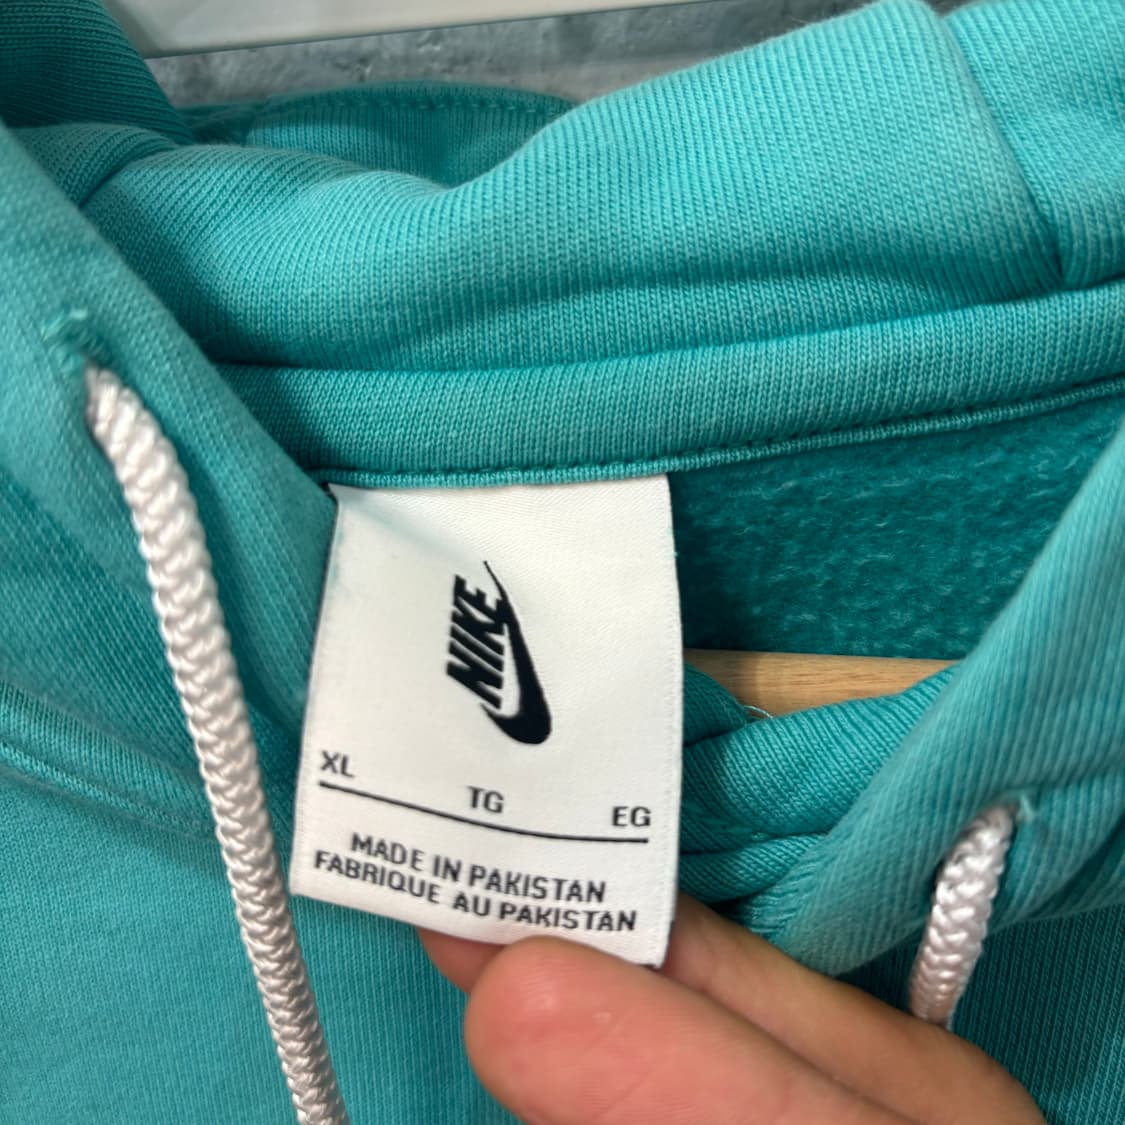 NIKE
XL
TG
EG
MADE IN PAKISTAN
FABRIQUE AU PAKISTAN